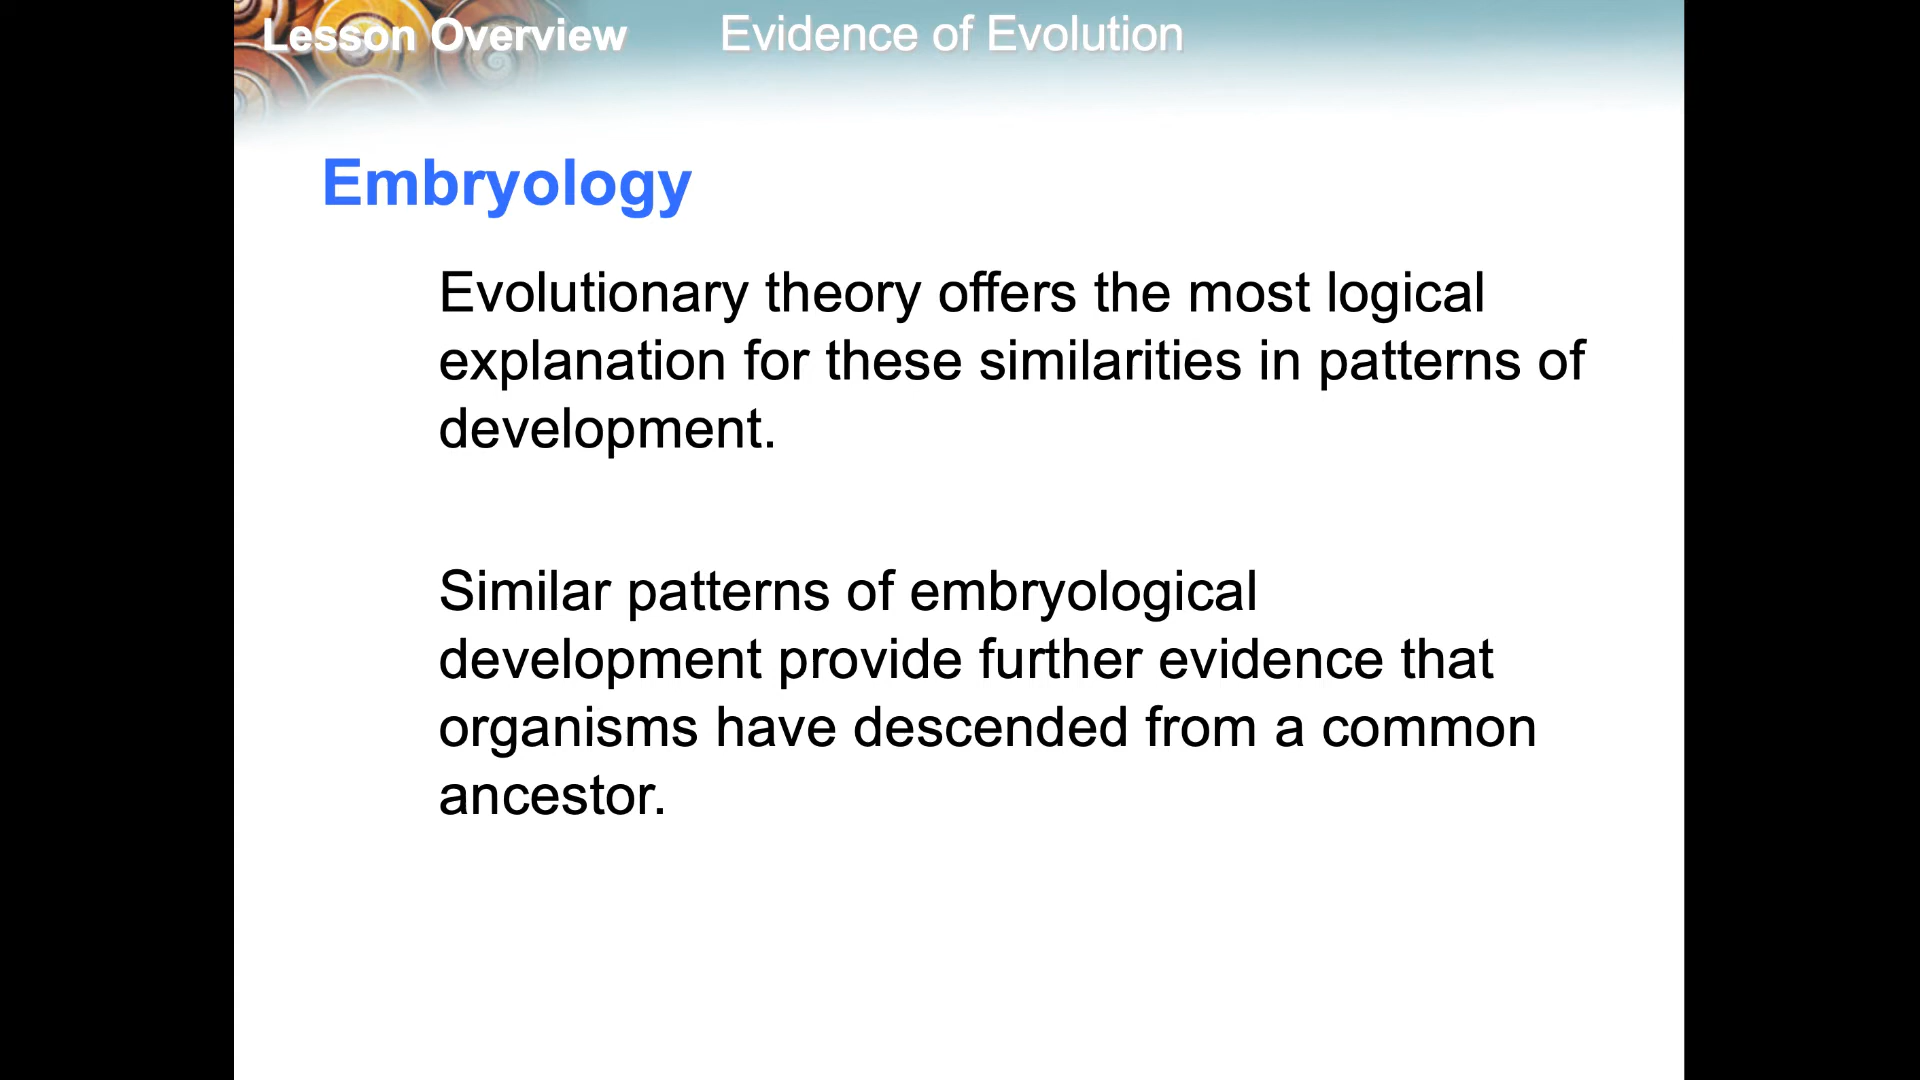 Lesson Overview Evidence of Evolution
Embryology
Evolutionary theory offers the most logical
explanation for these similarities in patterns of
development.
Similar patterns of embryological
development provide further evidence that
organisms have descended from a common
ancestor.